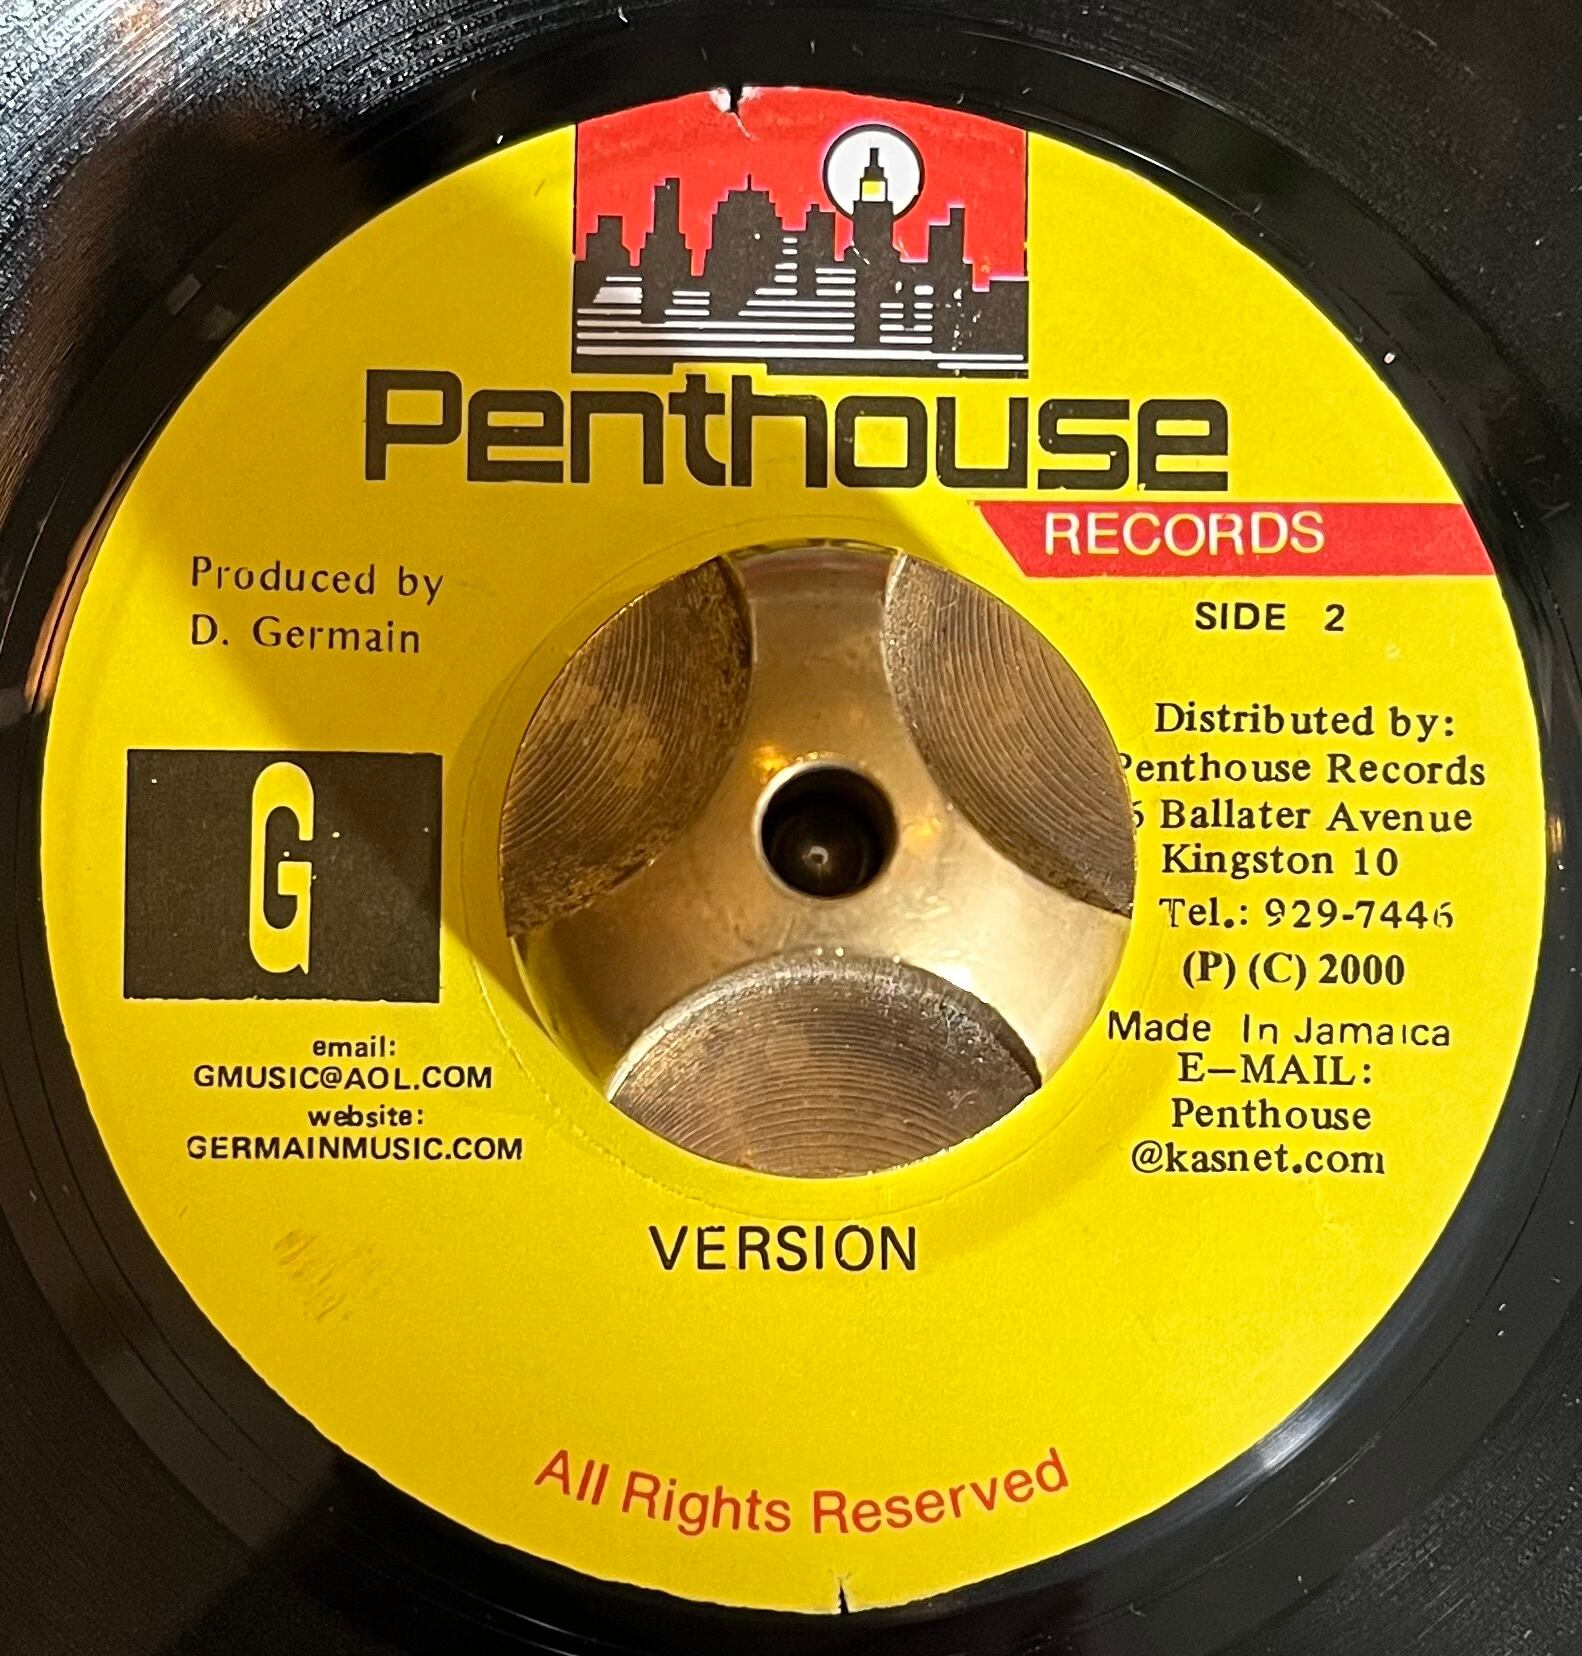 Penthouse
RECORDS
Produced by
D. Germain
G
email:
GMUSIC@AOL.COM
website:
GERMAINMUSIC.COM
SIDE 2
Distributed by:
Penthouse Records
6 Ballater Avenue
Kingston 10
Tel.: 929-7446
(P) (C) 2000
Made In Jamaica
E-MAIL:
Penthouse
@kasnet.com
VERSION
All Rights Reserved